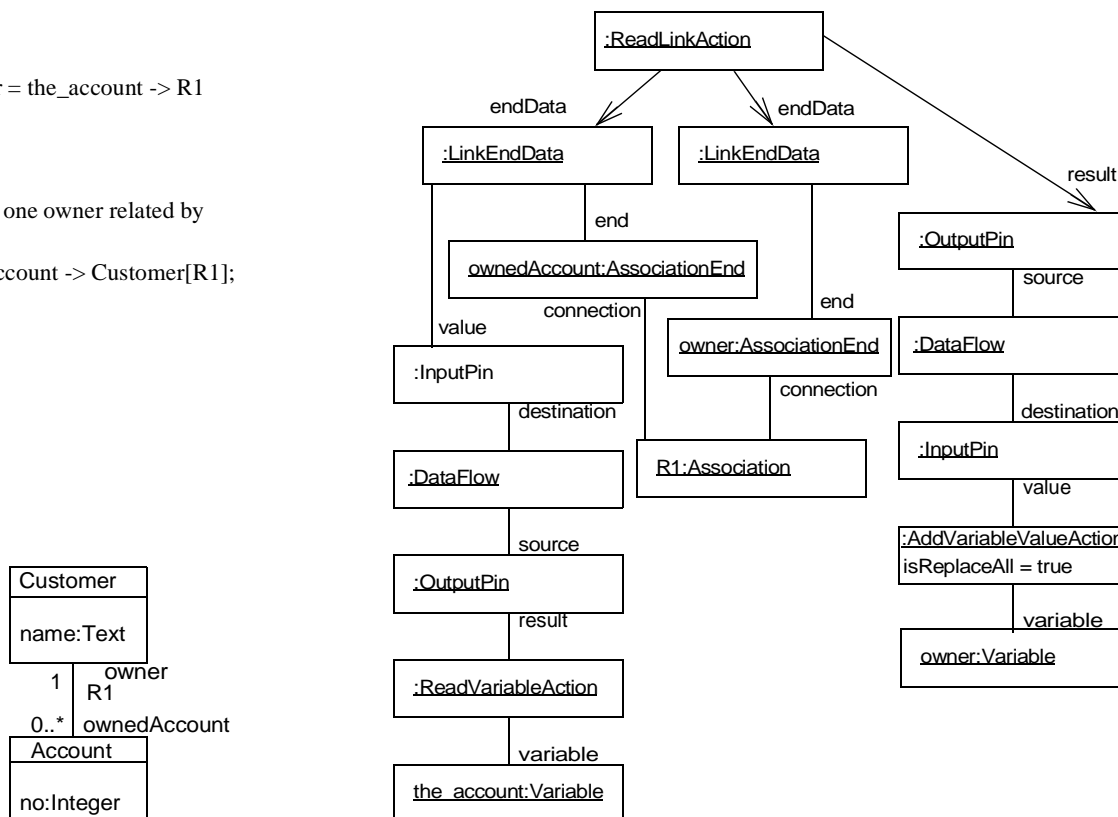 :ReadLinkAction
r = the_account -> R1
endData
endData
:LinkEndData
:LinkEndData
result
one owner related by
end
:OutputPin
ownedAccount:AssociationEnd
source
ccount -> Customer[R1];
connection
end
value
owner:AssociationEnd
:DataFlow
:InputPin
connection
destination
destination
:InputPin
R1:Association
:DataFlow
value
source
:AddVariableValueAction
isReplaceAll = true
:OutputPin
Customer
result
variable
name:Text
owner:Variable
1
owner
R1
:ReadVariableAction
0..*
ownedAccount
Account
variable
the_account:Variable
no:Integer